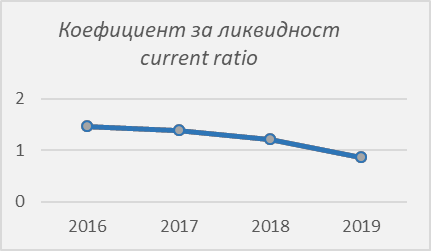 Коефициент за ликвидност
current ratio
2
1
0
2016 2017 2018 2019